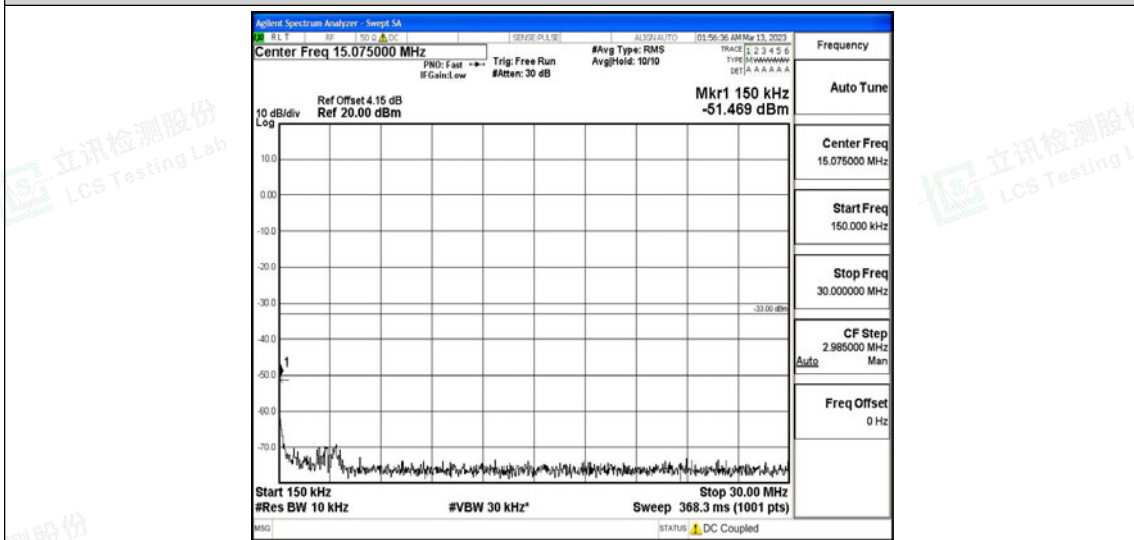 Agilent Spectrum Analyzer - Swept SA
RLT RF 50 Ω DC SENSE:PULSE ALIGN AUTO 01:56:36 AM Mar 13, 2023
Center Freq 15.075000 MHz
PNO: Fast
IFGain:Low
Trig: Free Run
#Atten: 30 dB
#Avg Type: RMS
Avg|Hold: 10/10
TRACE 1 2 3 4 5 6
TYPE M W W W W W
DET A A A A A A
Mkr1 150 kHz
-51.469 dBm
Ref Offset 4.15 dB
10 dB/div Ref 20.00 dBm
Log
10.0
0.00
-10.0
-20.0
-30.0
-33.00 dBm
-40.0
1
-50.0
-60.0
-70.0
Start 150 kHz Stop 30.00 MHz
#Res BW 10 kHz #VBW 30 kHz* Sweep 368.3 ms (1001 pts)
MSG STATUS DC Coupled
Frequency
Auto Tune
Center Freq
15.075000 MHz
Start Freq
150.000 kHz
Stop Freq
30.000000 MHz
CF Step
2.985000 MHz
Auto Man
Freq Offset
0 Hz
立讯检测股份
LCS Testing Lab
立讯检测股份
LCS Testing L